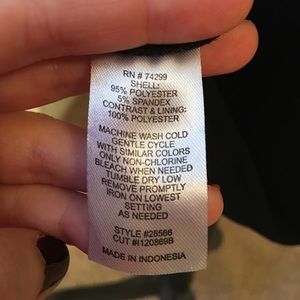 RN # 74299
SHELL:
95% POLYESTER
5% SPANDEX
CONTRAST & LINING:
100% POLYESTER
MACHINE WASH COLD
GENTLE CYCLE
WITH SIMILAR COLORS
ONLY NON-CHLORINE
BLEACH WHEN NEEDED
TUMBLE DRY LOW
REMOVE PROMPTLY
IRON ON LOWEST
SETTING
AS NEEDED
STYLE #28566
CUT #I120869B
MADE IN INDONESIA